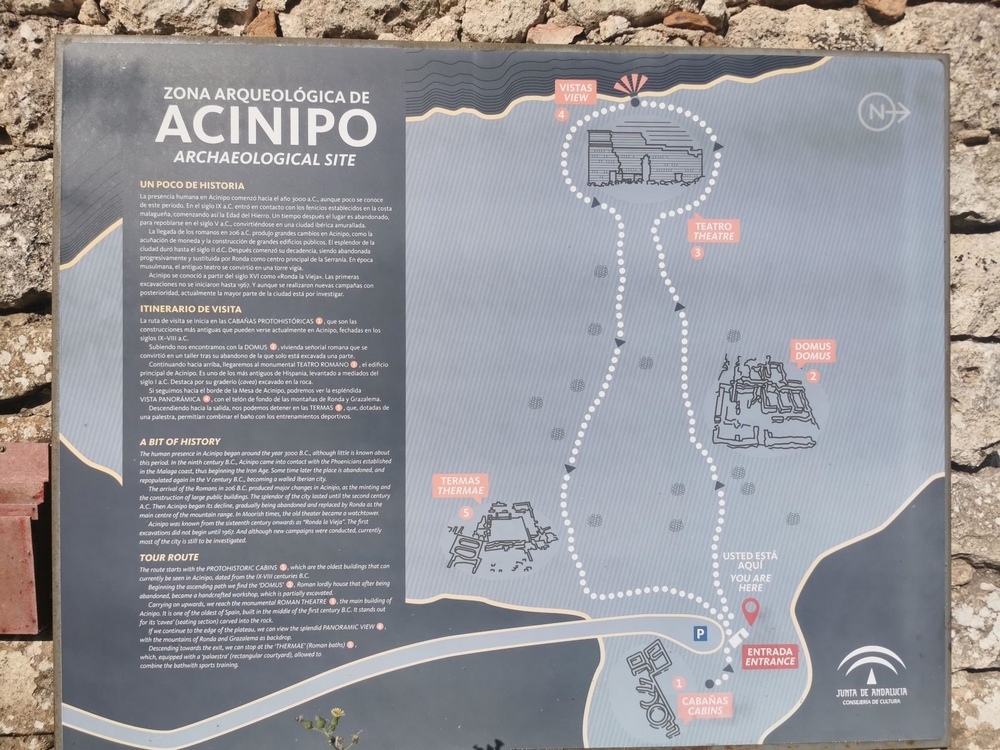 ZONA ARQUEOLÓGICA DE
ACINIPO
ARCHAEOLOGICAL SITE
UN POCO DE HISTORIA
La presencia humana en Acinipo comenzó hacia el año 3000 a.C., aunque poco se conoce
de este período. En el siglo IX a.C. entró en contacto con los fenicios establecidos en la costa
malagueña, comenzando así la Edad del Hierro. Un tiempo después el lugar es abandonado,
para repoblarse en el siglo V a.C., convirtiéndose en una ciudad ibérica amurallada.
La llegada de los romanos en 206 a.C. produjo grandes cambios en Acinipo, como la
acuñación de moneda y la construcción de grandes edificios públicos. El esplendor de la
ciudad duró hasta el siglo II d.C. Después comenzó su decadencia, siendo abandonada
progresivamente y sustituida por Ronda como centro principal de la Serranía. En época
musulmana, el antiguo teatro se convirtió en una torre vigía.
Acinipo se conoció a partir del siglo XVI como «Ronda la Vieja». Las primeras
excavaciones no se iniciaron hasta 1967. Y aunque se realizaron nuevas campañas con
posterioridad, actualmente la mayor parte de la ciudad está por investigar.
ITINERARIO DE VISITA
La ruta de visita se inicia en las CABAÑAS PROTOHISTÓRICAS 1, que son las
construcciones más antiguas que pueden verse actualmente en Acinipo, fechadas en los
siglos IX-VIII a.C.
Subiendo nos encontramos con la DOMUS 2, vivienda señorial romana que se
convirtió en un taller tras su abandono de la que solo está excavada una parte.
Continuando hacia arriba, llegaremos al monumental TEATRO ROMANO 3, el edificio
principal de Acinipo. Es uno de los más antiguos de Hispania, levantado a mediados del
siglo I a.C. Destaca por su graderío (cavea) excavado en la roca.
Si seguimos hacia el borde de la Mesa de Acinipo, podremos ver la espléndida
VISTA PANORÁMICA 4, con el telón de fondo de las montañas de Ronda y Grazalema.
Descendiendo hacia la salida, nos podemos detener en las TERMAS 5, que, dotadas de
una palestra, permitían combinar el baño con los entrenamientos deportivos.
A BIT OF HISTORY
The human presence in Acinipo began around the year 3000 B.C., although little is known about
this period. In the ninth century B.C., Acinipo came into contact with the Phoenicians established
in the Malaga coast, thus beginning the Iron Age. Some time later the place is abandoned, and
repopulated again in the V century B.C., becoming a walled Iberian city.
The arrival of the Romans in 206 B.C. produced major changes in Acinipo, as the minting and
the construction of large public buildings. The splendor of the city lasted until the second century
A.C. Then Acinipo began its decline, gradually being abandoned and replaced by Ronda as the
main centre of the mountain range. In Moorish times, the old theater became a watchtower.
Acinipo was known from the sixteenth century onwards as "Ronda la Vieja". The first
excavations did not begin until 1967. And although new campaigns were conducted, currently
most of the city is still to be investigated.
TOUR ROUTE
The route starts with the PROTOHISTORIC CABINS 1, which are the oldest buildings that can
currently be seen in Acinipo, dated from the IX-VIII centuries B.C.
Beginning the ascending path we find the 'DOMUS' 2, Roman lordly house that after being
abandoned, become a handcrafted workshop, which is partially excavated.
Carrying on upwards, we reach the monumental ROMAN THEATRE 3, the main building of
Acinipo. It is one of the oldest of Spain, built in the middle of the first century B.C. It stands out
for its 'cavea' (seating section) carved into the rock.
If we continue to the edge of the plateau, we can view the splendid PANORAMIC VIEW 4,
with the mountains of Ronda and Grazalema as backdrop.
Descending towards the exit, we can stop at the 'THERMAE' (Roman baths) 5,
which, equipped with a 'palaestra' (rectangular courtyard), allowed to
combine the bathwith sports training.
VISTAS
VIEW
4
N
TEATRO
THEATRE
3
DOMUS
DOMUS
2
TERMAS
THERMAE
5
USTED ESTÁ
AQUÍ
YOU ARE
HERE
P
ENTRADA
ENTRANCE
1
CABAÑAS
CABINS
JUNTA DE ANDALUCIA
CONSEJERÍA DE CULTURA